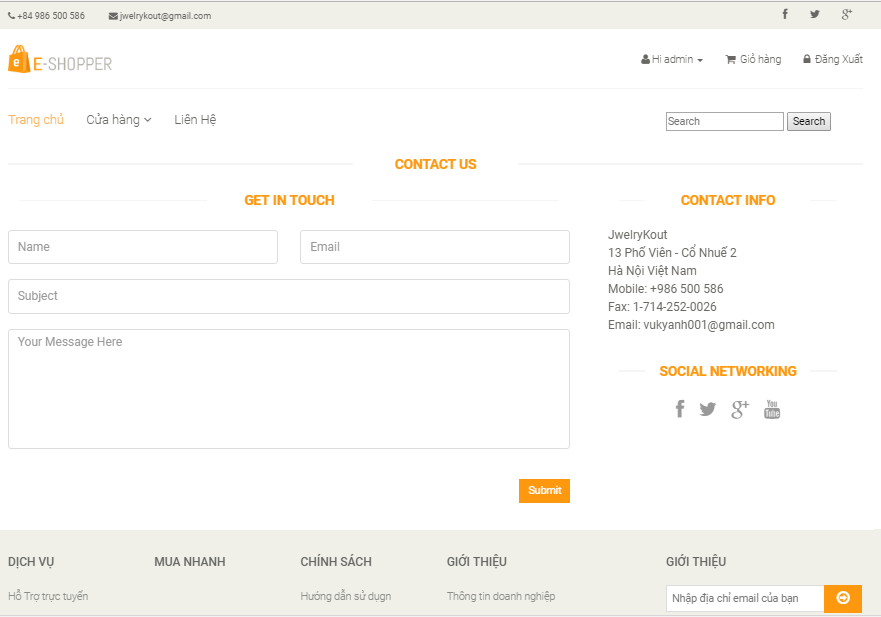 +84 986 500 586 jwelrykout@gmail.com
E-SHOPPER
Hi admin Giỏ hàng Đăng Xuất
Trang chủ Cửa hàng Liên Hệ
Search Search
CONTACT US
GET IN TOUCH
Name Email
Subject
Your Message Here
Submit
CONTACT INFO
JwelryKout
13 Phố Viên - Cổ Nhuế 2
Hà Nội Việt Nam
Mobile: +986 500 586
Fax: 1-714-252-0026
Email: vukyanh001@gmail.com
SOCIAL NETWORKING
You Tube
DỊCH VỤ MUA NHANH CHÍNH SÁCH GIỚI THIỆU GIỚI THIỆU
Hỗ Trợ trực tuyến Hướng dẫn sử dụgn Thông tin doanh nghiệp Nhập địa chỉ email của bạn